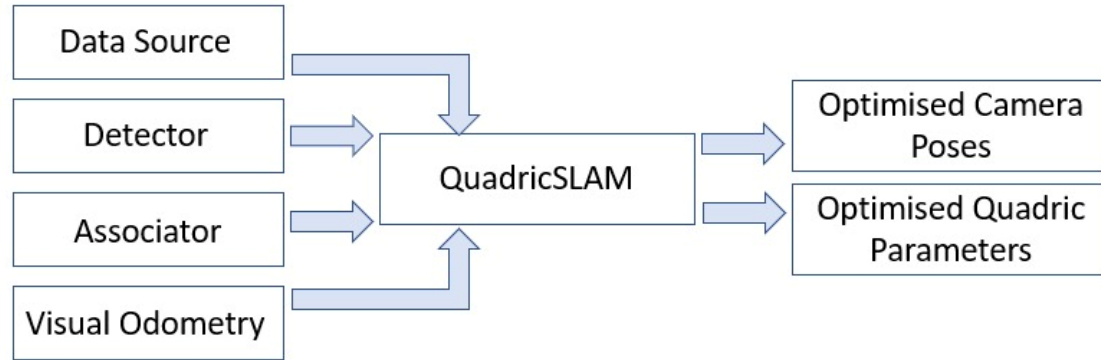 Data Source
Detector
Associator
Visual Odometry
QuadricSLAM
Optimised Camera
Poses
Optimised Quadric
Parameters